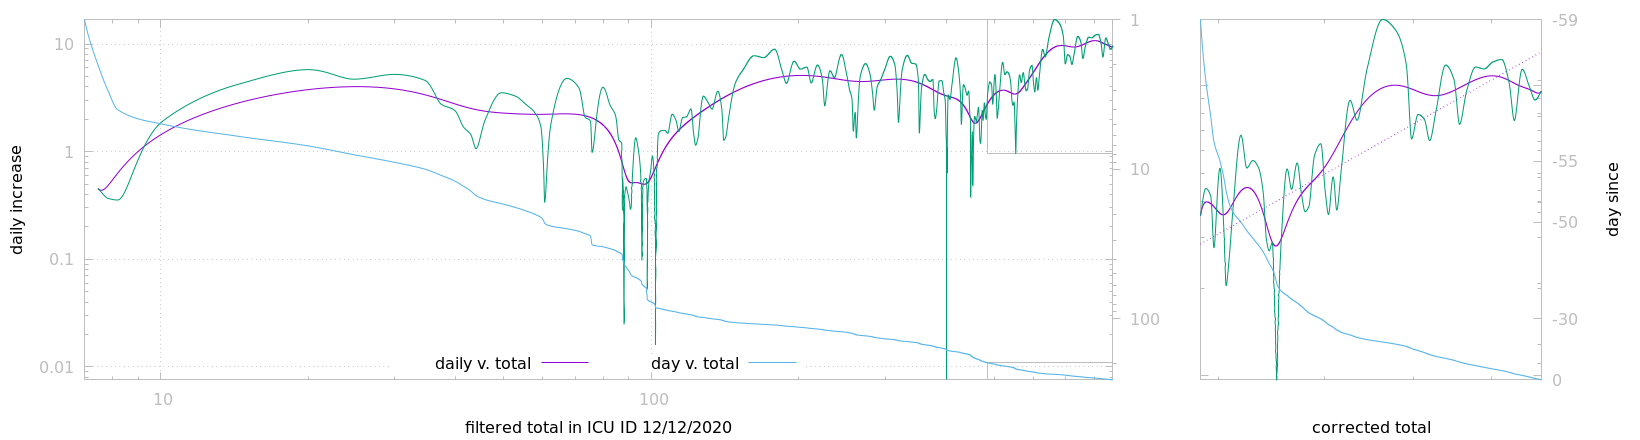 daily increase
10
1
0.1
0.01
10
100
filtered total in ICU ID 12/12/2020
daily v. total
day v. total
1
10
100
corrected total
-59
-55
-50
-30
0
day since